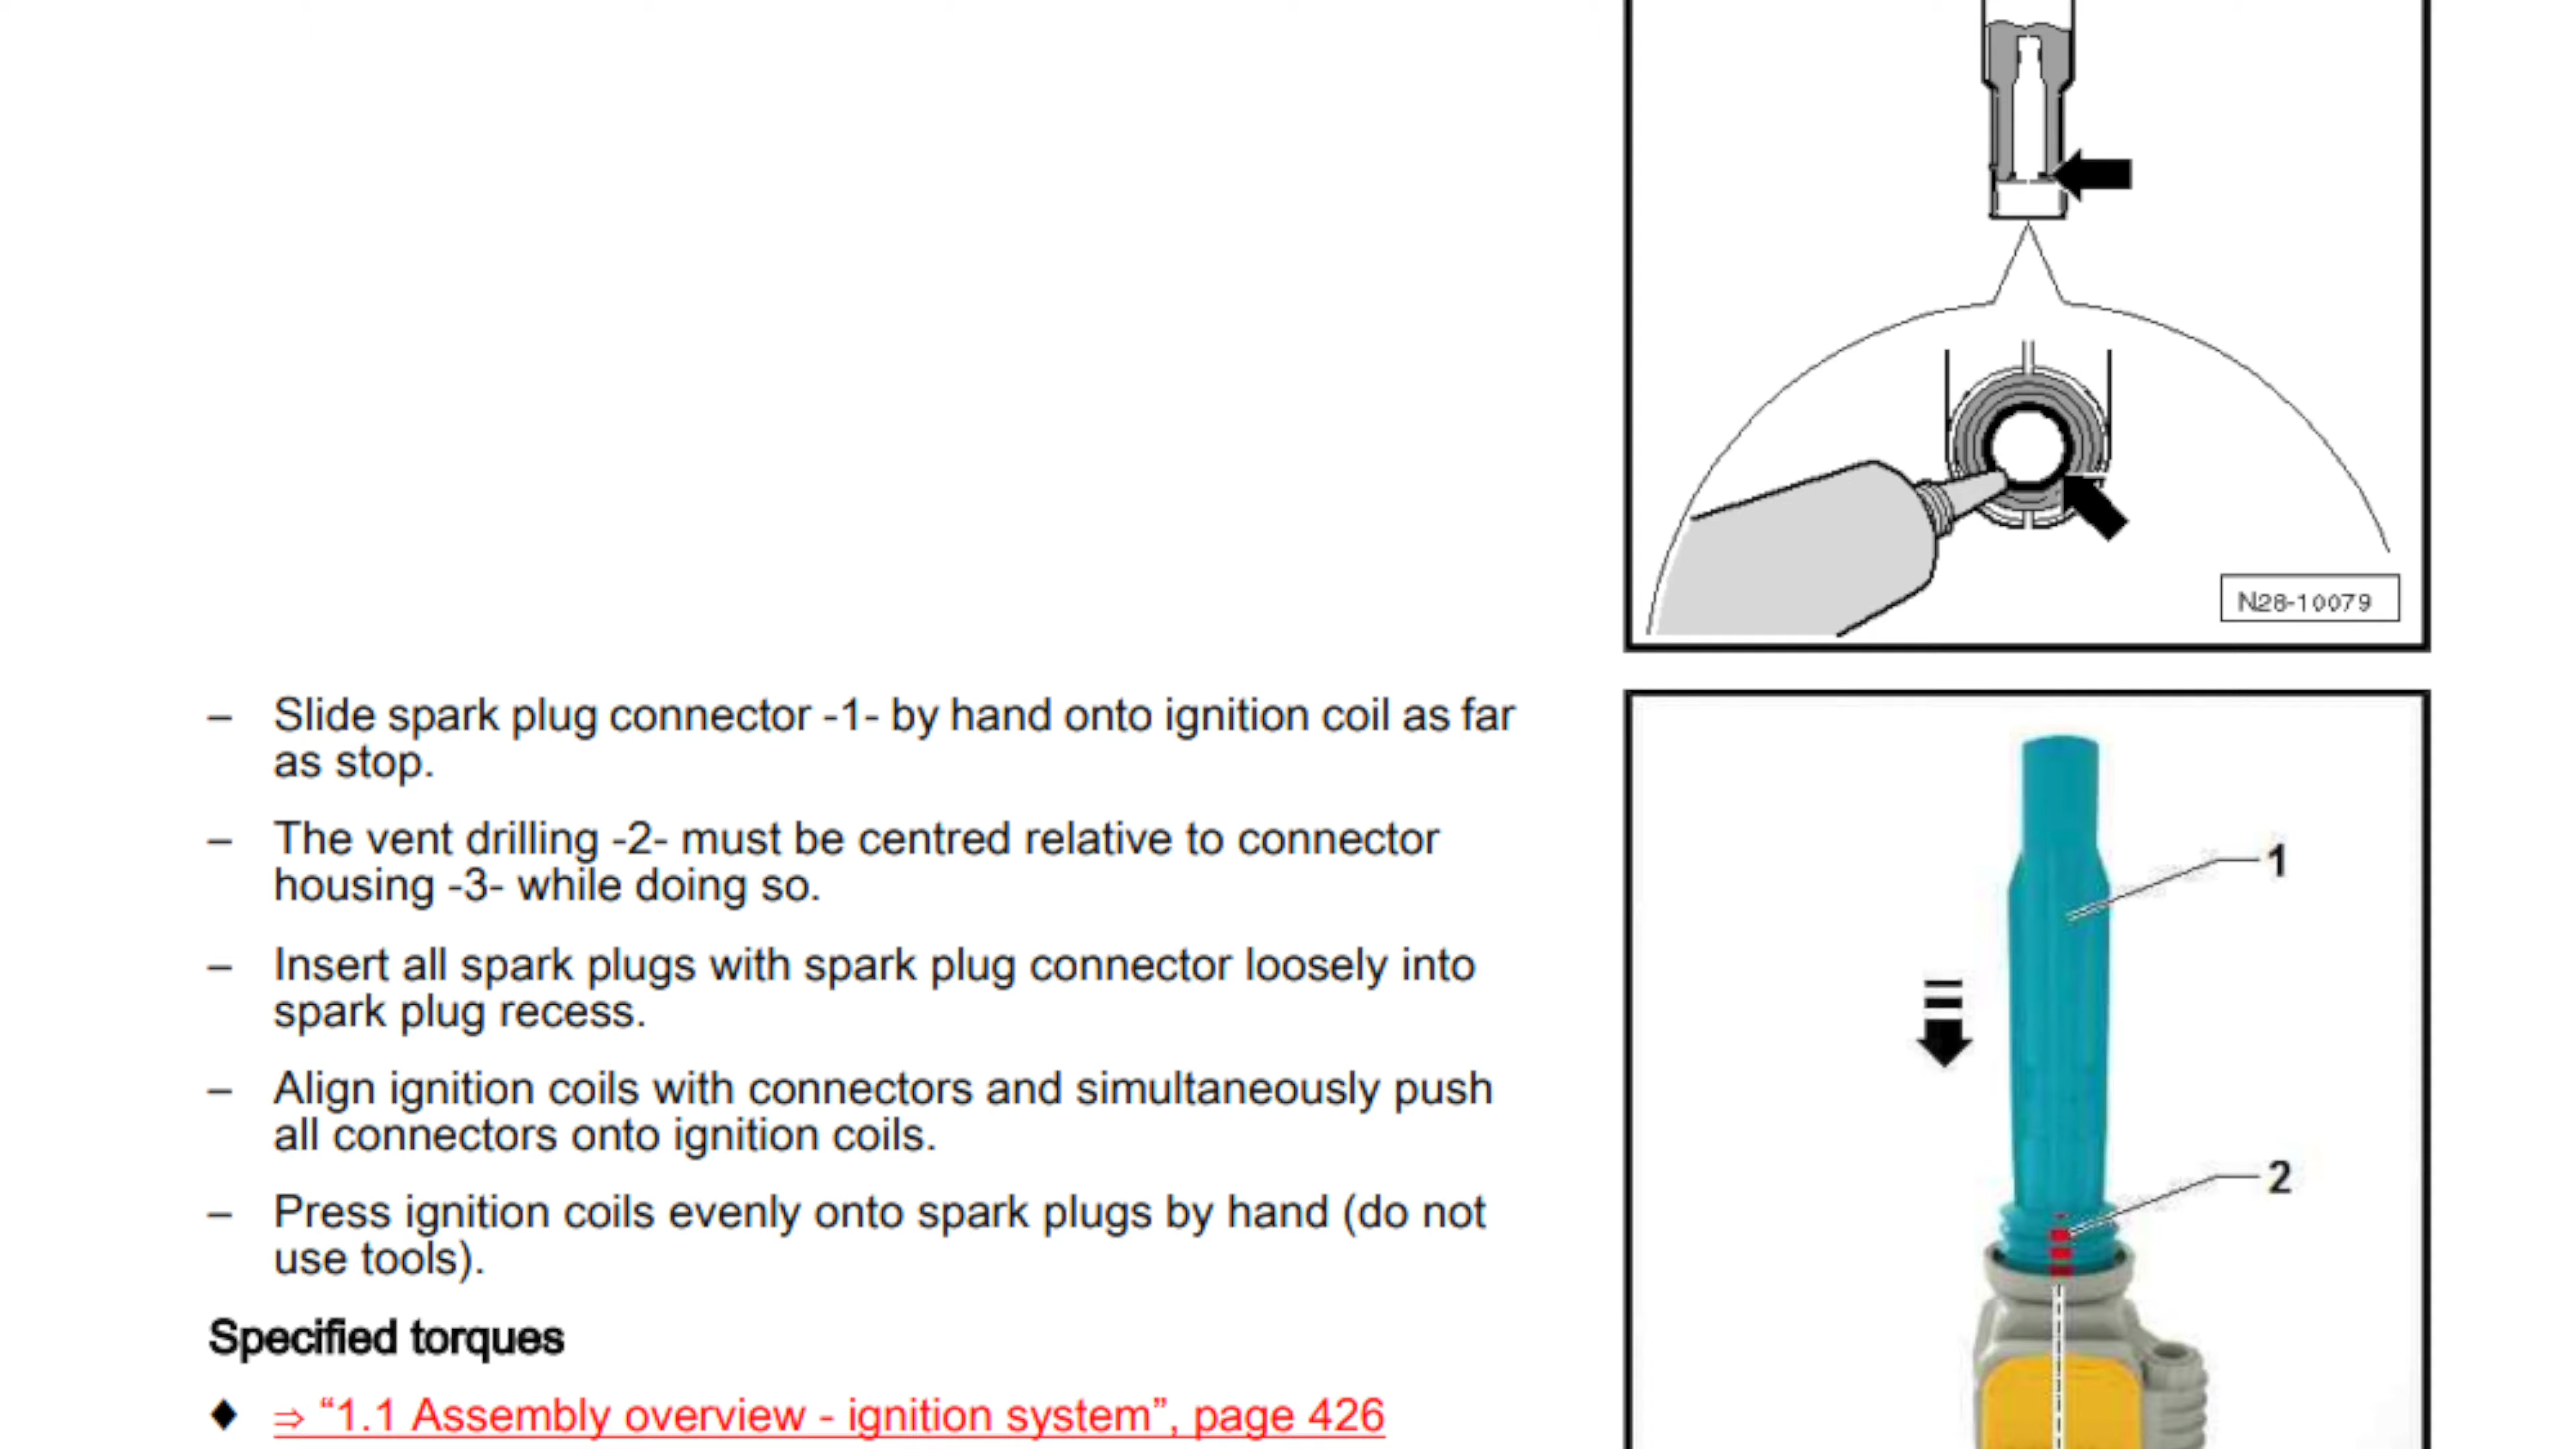 N28-10079
– Slide spark plug connector -1- by hand onto ignition coil as far
as stop.
– The vent drilling -2- must be centred relative to connector
housing -3- while doing so.
– Insert all spark plugs with spark plug connector loosely into
spark plug recess.
– Align ignition coils with connectors and simultaneously push
all connectors onto ignition coils.
– Press ignition coils evenly onto spark plugs by hand (do not
use tools).
Specified torques
♦ ⇒ “1.1 Assembly overview - ignition system”, page 426
1
2